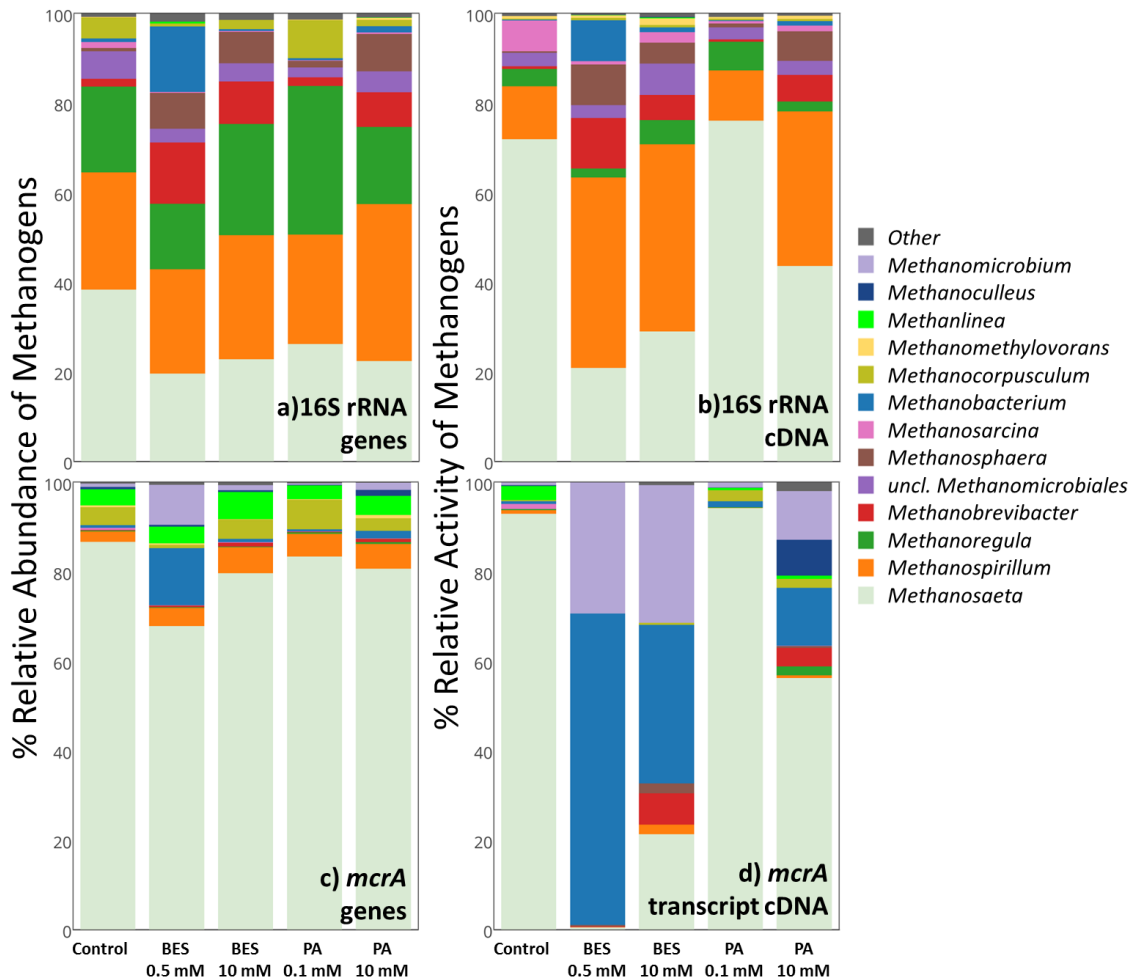 % Relative Abundance of Methanogens
100
80
60
40
20
0
a)16S rRNA
genes
% Relative Activity of Methanogens
100
80
60
40
20
0
b)16S rRNA
cDNA
100
80
60
40
20
0
c) mcrA
genes
Control
BES
0.5 mM
BES
10 mM
PA
0.1 mM
PA
10 mM
100
80
60
40
20
0
d) mcrA
transcript cDNA
Control
BES
0.5 mM
BES
10 mM
PA
0.1 mM
PA
10 mM
Other
Methanomicrobium
Methanoculleus
Methanlinea
Methanomethylovorans
Methanocorpusculum
Methanobacterium
Methanosarcina
Methanosphaera
uncl. Methanomicrobiales
Methanobrevibacter
Methanoregula
Methanospirillum
Methanosaeta